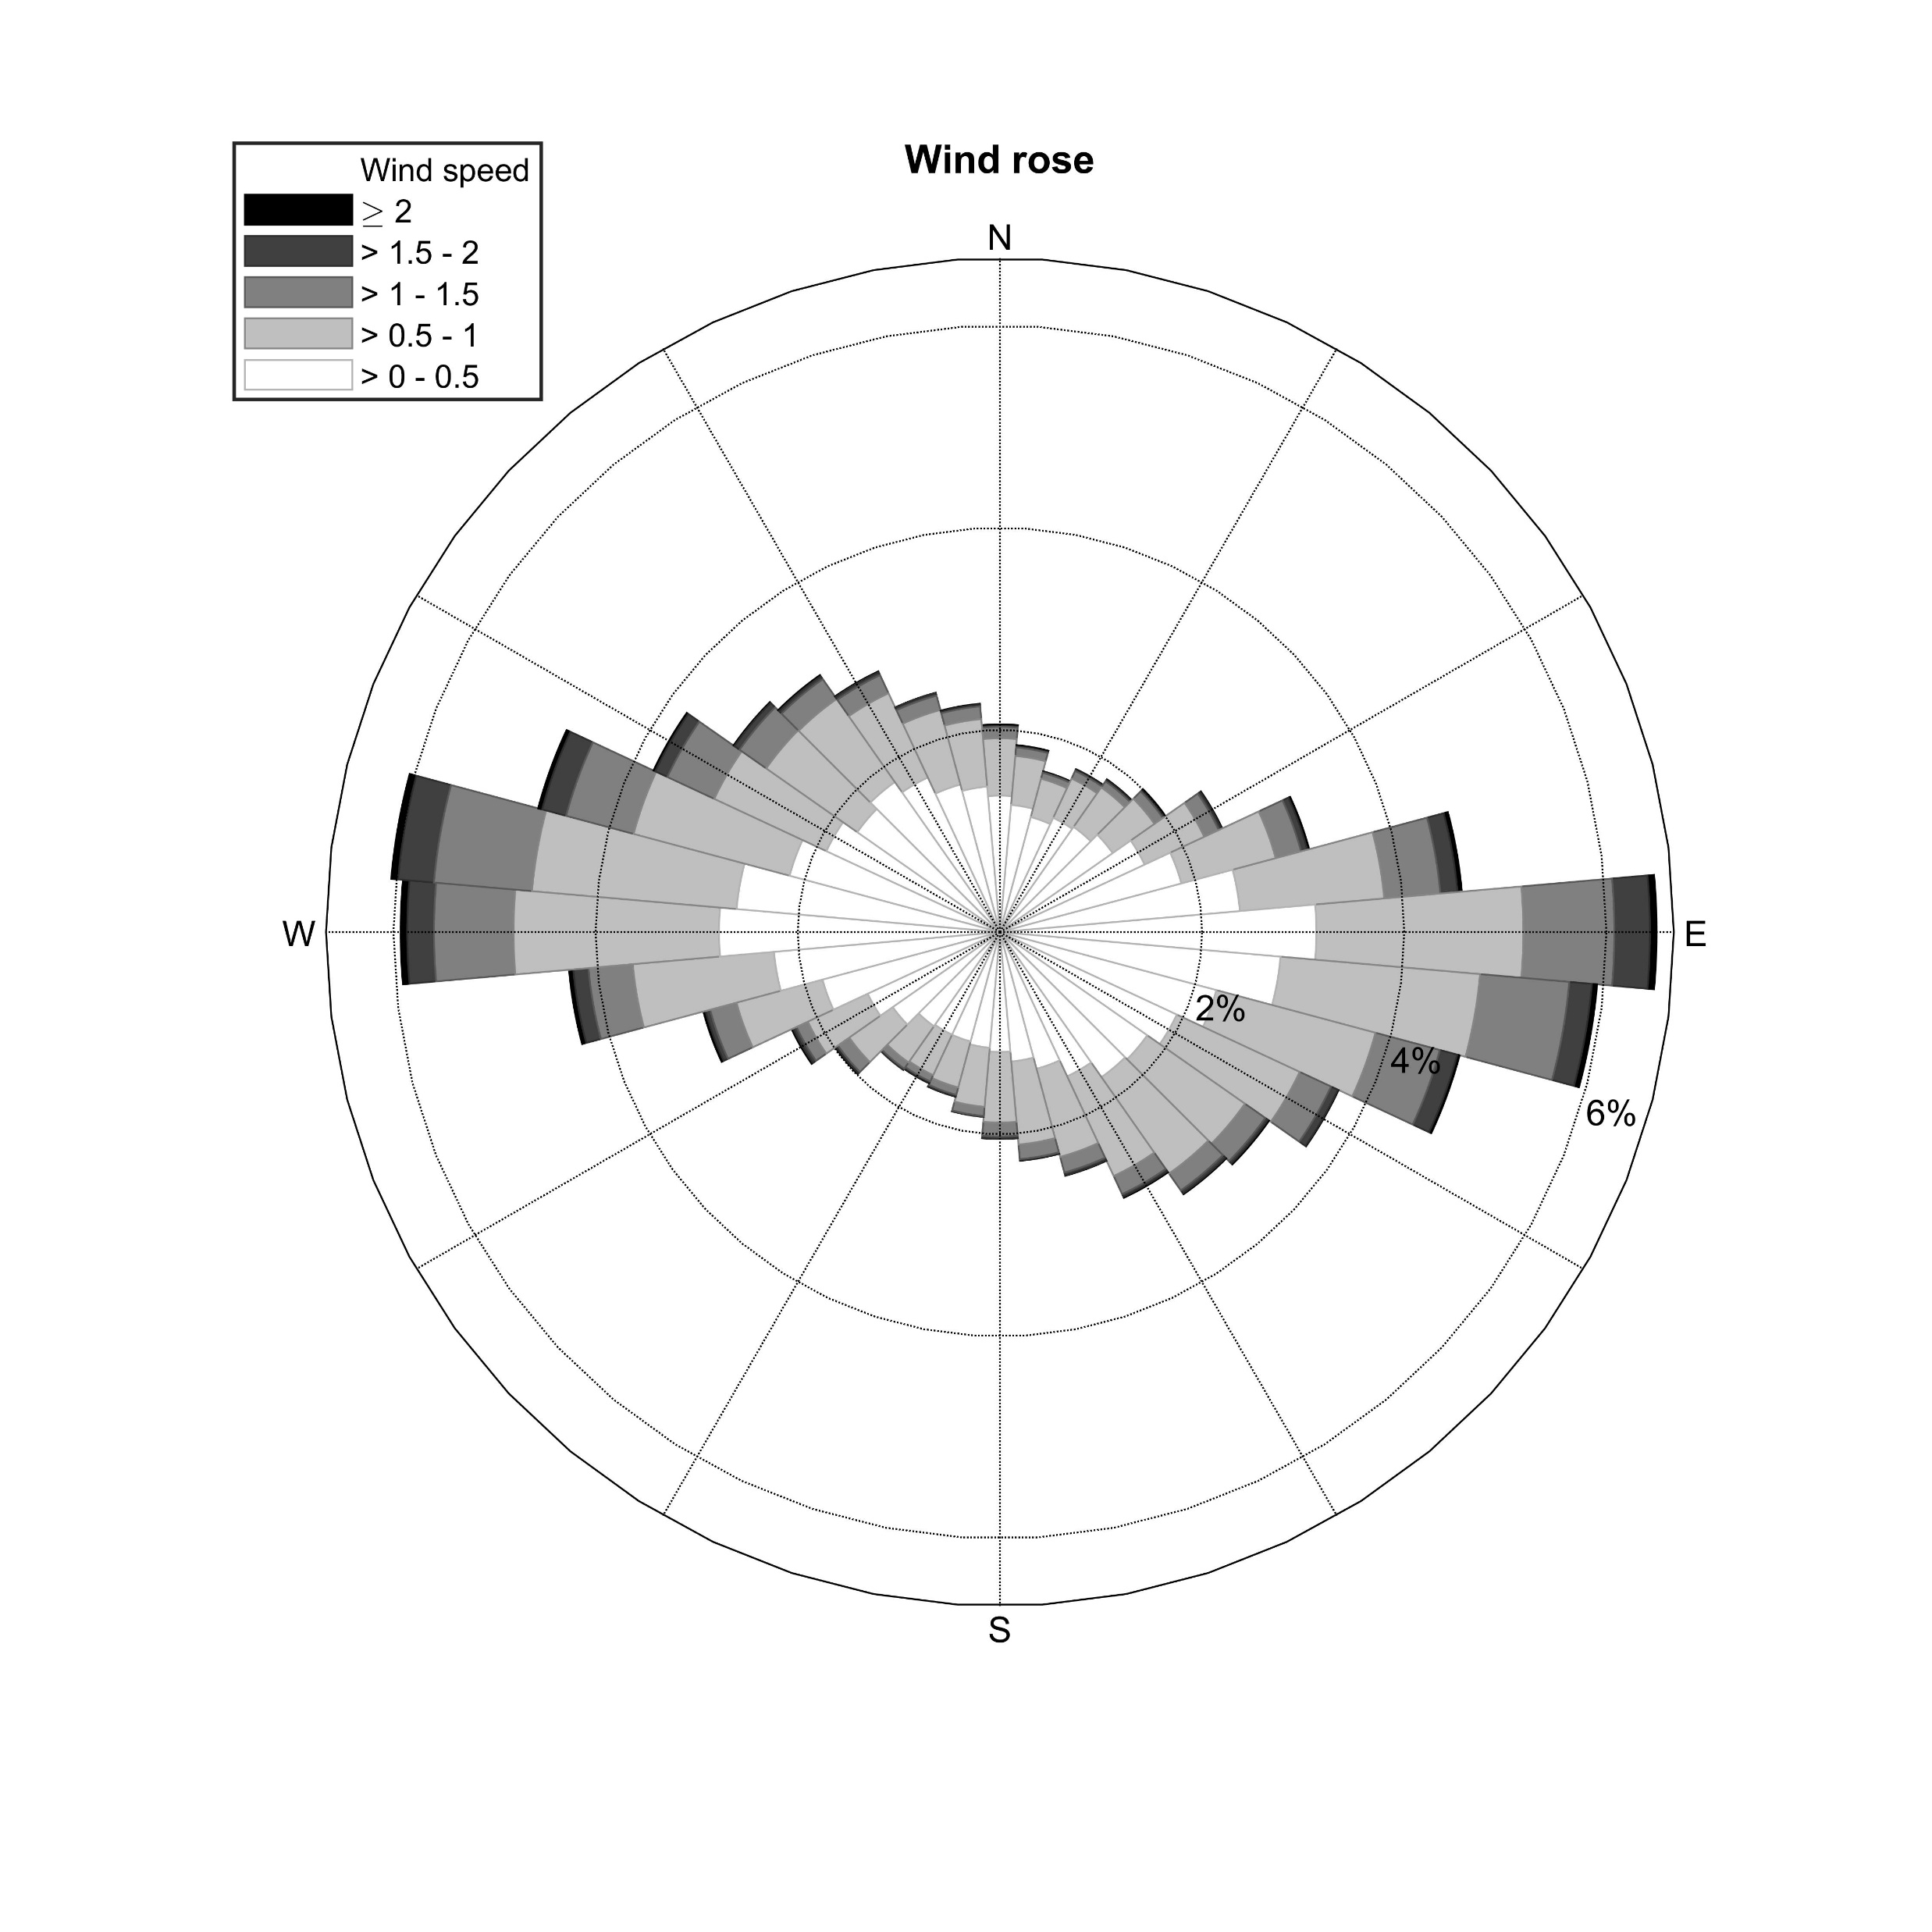 Wind speed
≥ 2
> 1.5 - 2
> 1 - 1.5
> 0.5 - 1
> 0 - 0.5
Wind rose
N
W
E
2%
4%
6%
S